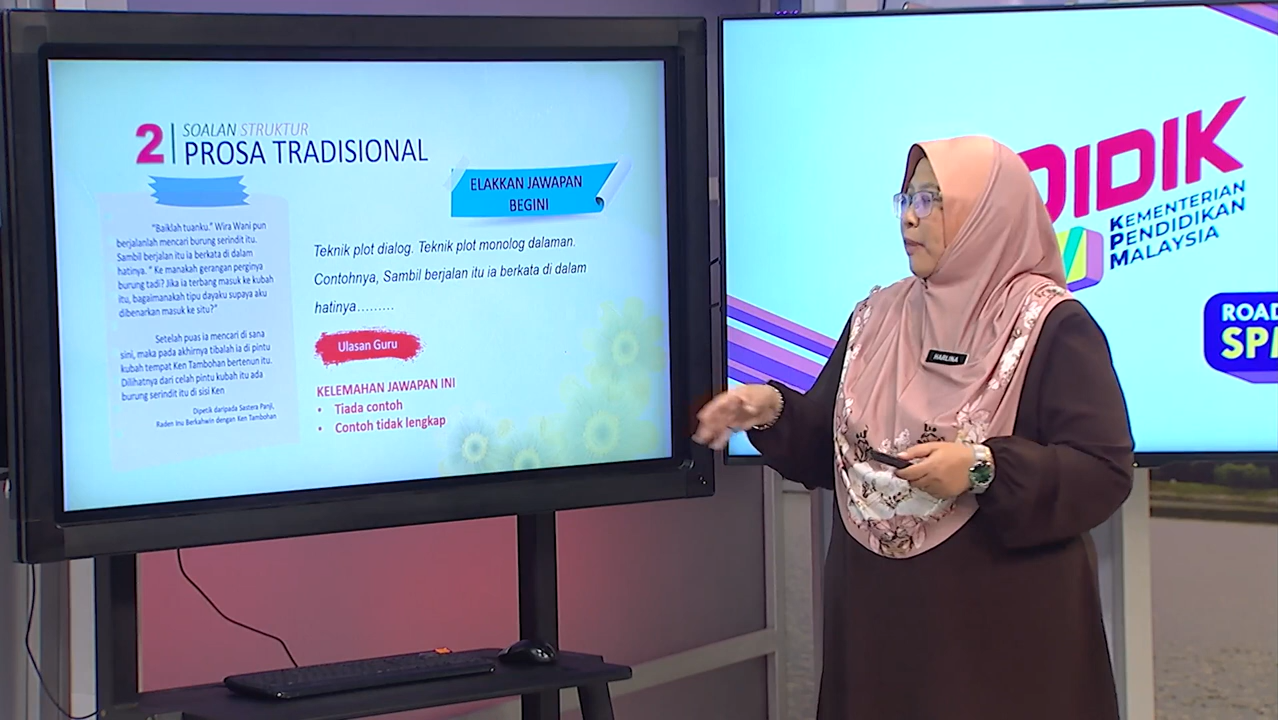 2
SOALAN STRUKTUR
PROSA TRADISIONAL
"Baiklah tuanku." Wira Wani pun
berjalanlah mencari burung serindit itu.
Sambil berjalan itu ia berkata di dalam
hatinya. " Ke manakah gerangan perginya
burung tadi? Jika ia terbang masuk ke kubah
itu, bagaimanakah tipu dayaku supaya aku
dibenarkan masuk ke situ?"
Setelah puas ia mencari di sana
sini, maka pada akhirnya tibalah ia di pintu
kubah tempat Ken Tambohan bertenun itu.
Dilihatnya dari celah pintu kubah itu ada
burung serindit itu di sisi Ken
Dipetik daripada Sastera Panji,
Raden Inu Berkahwin dengan Ken Tambohan
ELAKKAN JAWAPAN
BEGINI
Teknik plot dialog. Teknik plot monolog dalaman.
Contohnya, Sambil berjalan itu ia berkata di dalam
hatinya.........
Ulasan Guru
KELEMAHAN JAWAPAN INI
• Tiada contoh
• Contoh tidak lengkap
DIDIK
KEMENTERIAN
PENDIDIKAN
MALAYSIA
ROAD
SPM
HARLINA